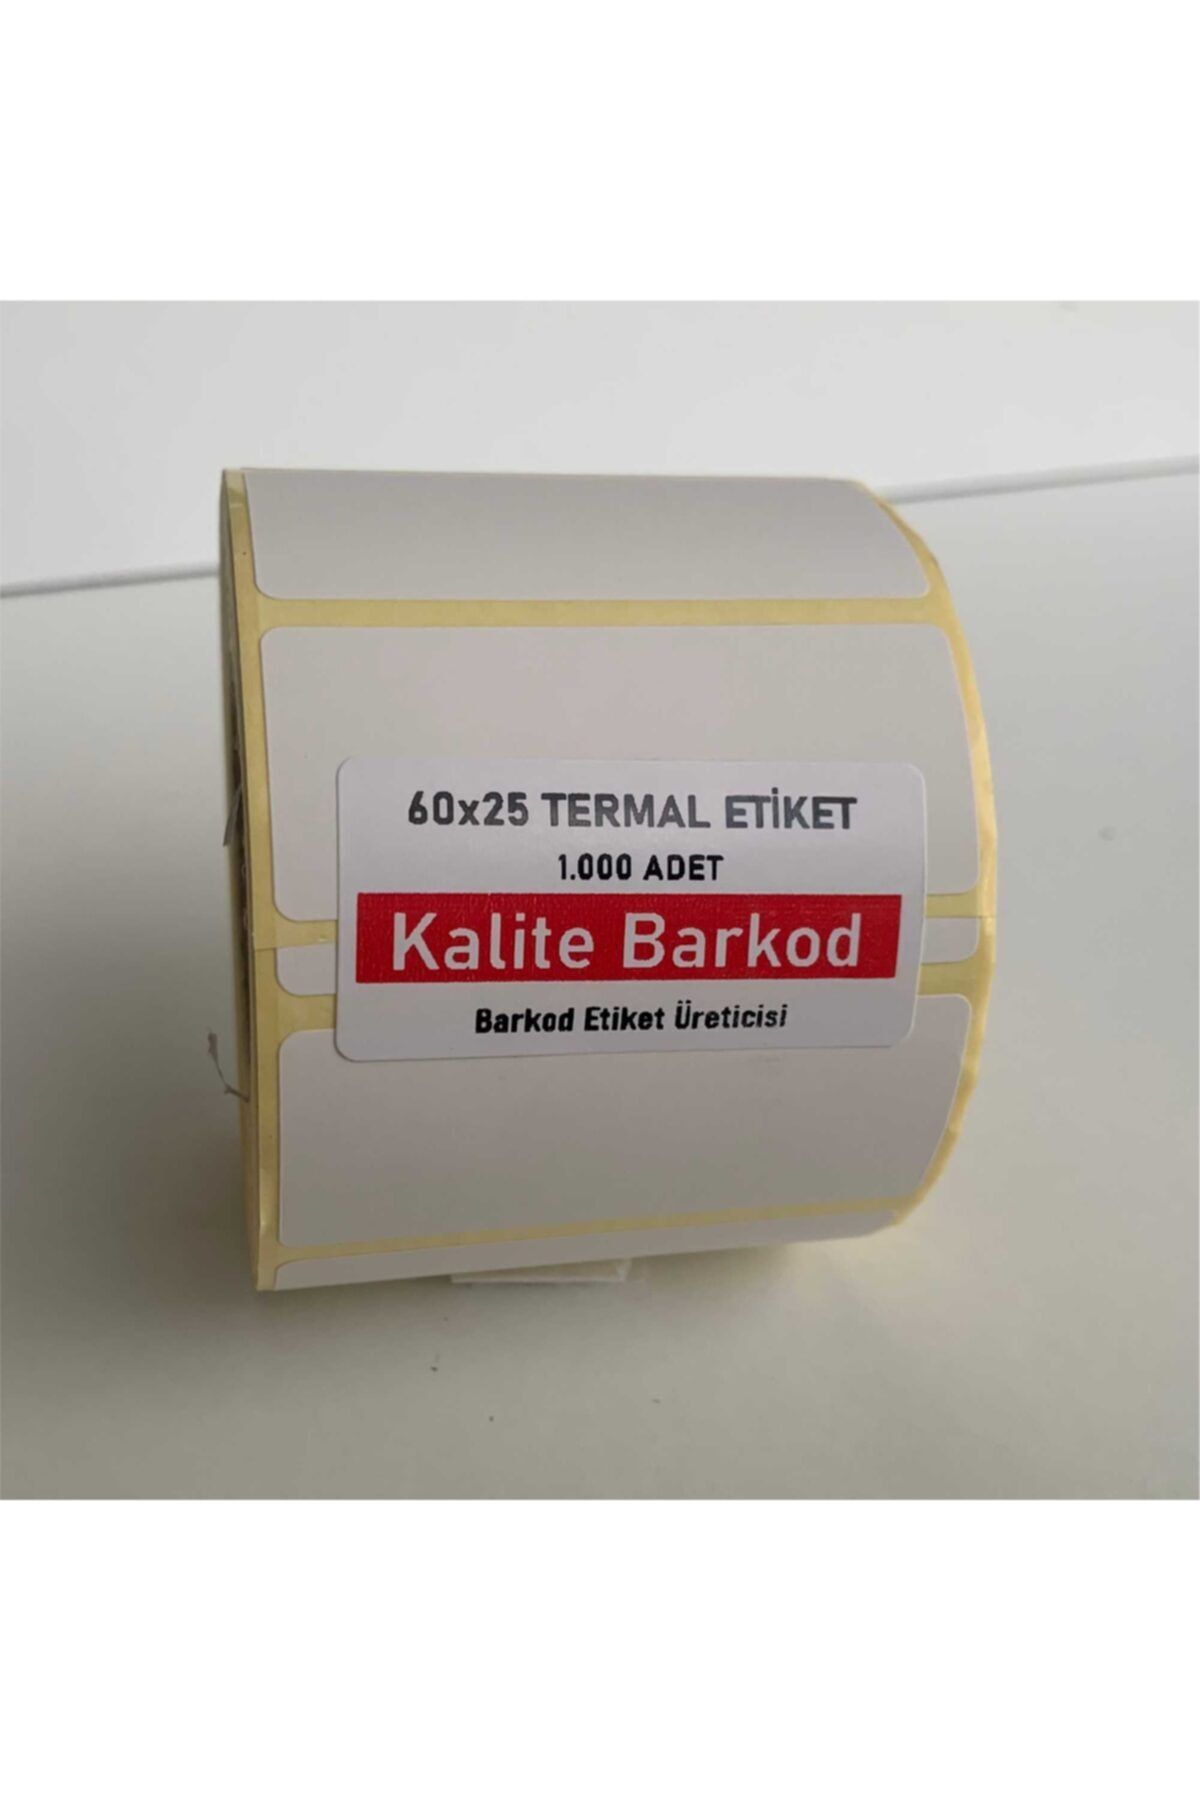 60x25 TERMAL ETİKET
1.000 ADET
Kalite Barkod
Barkod Etiket Üreticisi